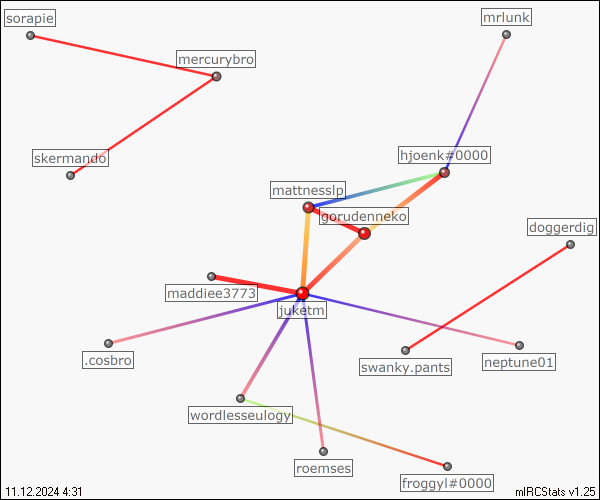 sorapie
mrlunk
mercurybro
skermando
hjoenk#0000
mattnesslp
gorudenneko
doggerdig
maddiee3773
juketm
.cosbro
swanky.pants
neptune01
wordlesseulogy
roemses
froggyl#0000
11.12.2024 4:31
mIRCStats v1.25